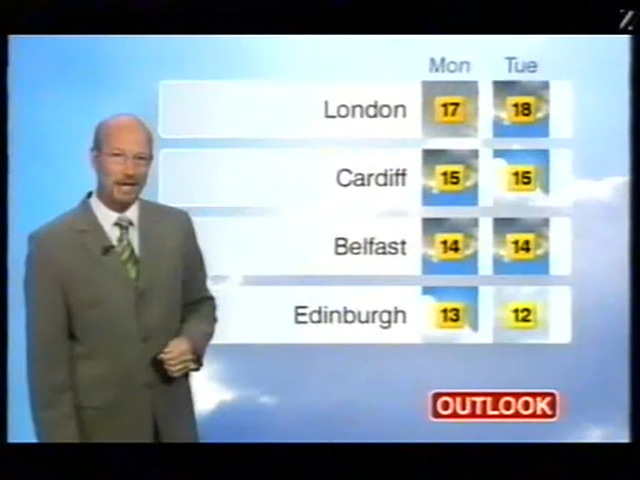 Mon Tue
London 17 18
Cardiff 15 15
Belfast 14 14
Edinburgh 13 12
OUTLOOK